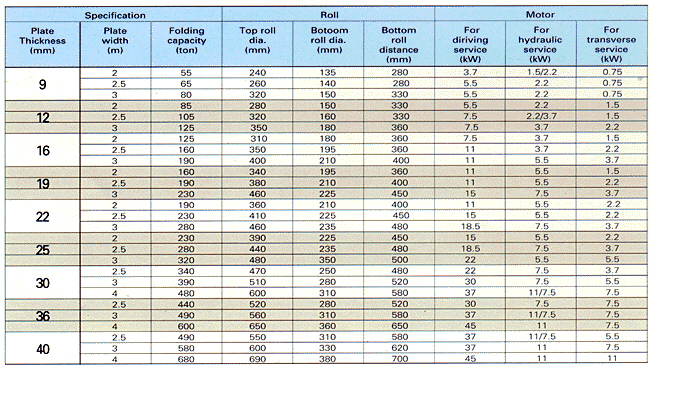 Specification Roll Motor
Plate Thickness (mm) Plate width (m) Folding capacity (ton) Top roll dia. (mm) Botoom roll dia. (mm) Bottom roll distance (mm) For driving service (kW) For hydraulic service (kW) For transverse service (kW)
9 2 55 240 135 280 3.7 1.5/2.2 0.75
2.5 65 260 140 280 5.5 2.2 0.75
3 80 320 150 330 5.5 2.2 0.75
12 2 85 280 150 330 5.5 2.2 1.5
2.5 105 320 160 330 7.5 2.2/3.7 1.5
3 125 350 180 360 7.5 3.7 2.2
16 2 125 310 180 360 7.5 3.7 1.5
2.5 160 350 195 360 11 3.7 2.2
3 190 400 210 400 11 5.5 3.7
19 2 160 340 195 360 11 5.5 1.5
2.5 190 380 210 400 11 5.5 2.2
3 230 460 225 450 15 7.5 3.7
22 2 190 360 210 400 11 5.5 2.2
2.5 230 410 225 450 15 5.5 2.2
3 280 460 235 480 18.5 7.5 3.7
25 2 230 390 225 450 15 5.5 2.2
2.5 280 440 235 480 18.5 7.5 3.7
3 320 480 350 500 22 5.5 5.5
30 2.5 340 470 250 480 22 7.5 3.7
3 390 510 280 520 30 7.5 5.5
4 480 600 310 580 37 11/7.5 7.5
36 2.5 440 520 280 520 30 7.5 7.5
3 490 560 310 580 37 11/7.5 7.5
4 600 650 360 650 45 11 7.5
40 2.5 490 550 310 580 37 11/7.5 5.5
3 580 600 330 620 37 11 7.5
4 680 690 380 700 45 11 11